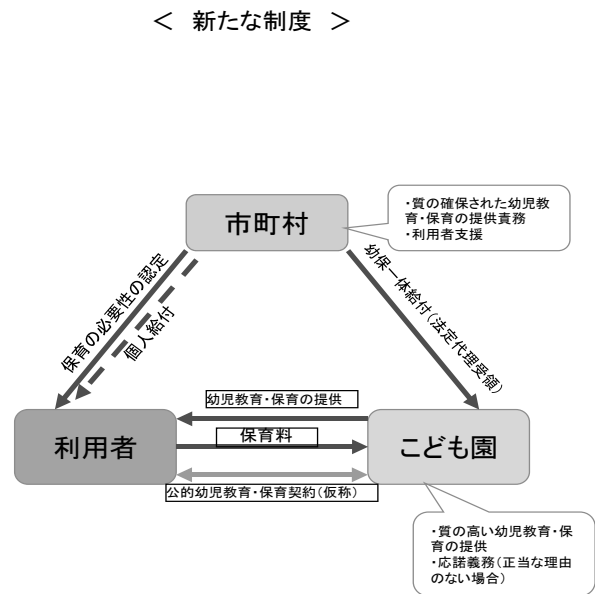 ＜ 新たな制度 ＞
市町村
・質の確保された幼児教
育・保育の提供責務
・利用者支援
保育の必要性の認定
個人給付
幼保一体給付(法定代理受領)
幼児教育・保育の提供
利用者
保育料
こども園
公的幼児教育・保育契約(仮称)
・質の高い幼児教育・保
育の提供
・応諾義務(正当な理由
のない場合)